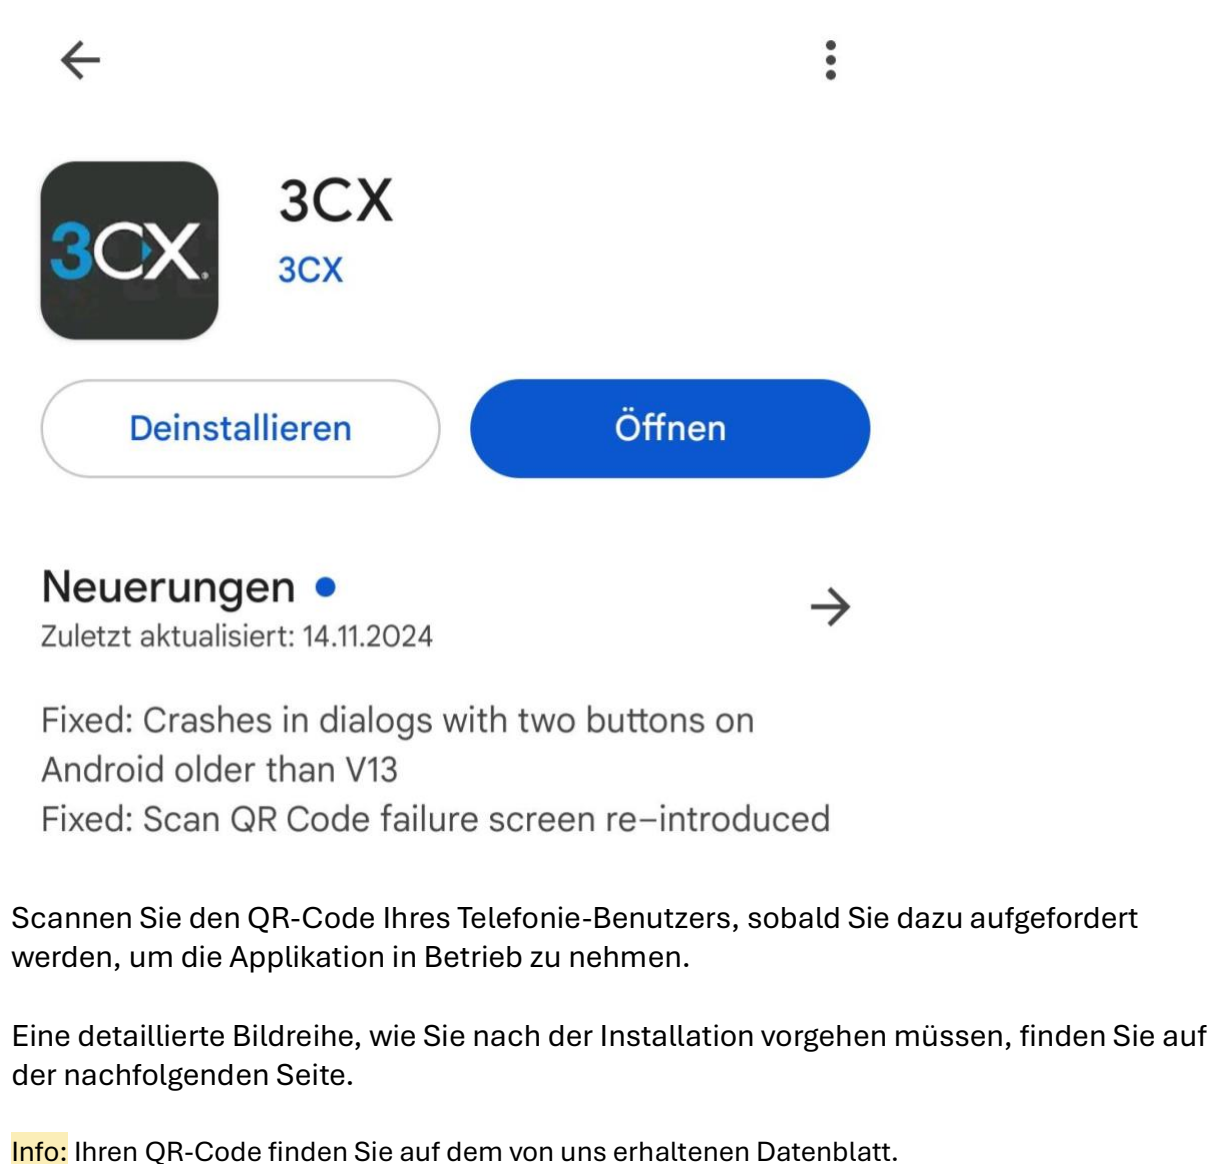 3CX
3CX.
3CX
Deinstallieren
Öffnen
Neuerungen
Zuletzt aktualisiert: 14.11.2024
Fixed: Crashes in dialogs with two buttons on
Android older than V13
Fixed: Scan QR Code failure screen re–introduced
Scannen Sie den QR-Code Ihres Telefonie-Benutzers, sobald Sie dazu aufgefordert
werden, um die Applikation in Betrieb zu nehmen.
Eine detaillierte Bildreihe, wie Sie nach der Installation vorgehen müssen, finden Sie auf
der nachfolgenden Seite.
Info: Ihren QR-Code finden Sie auf dem von uns erhaltenen Datenblatt.